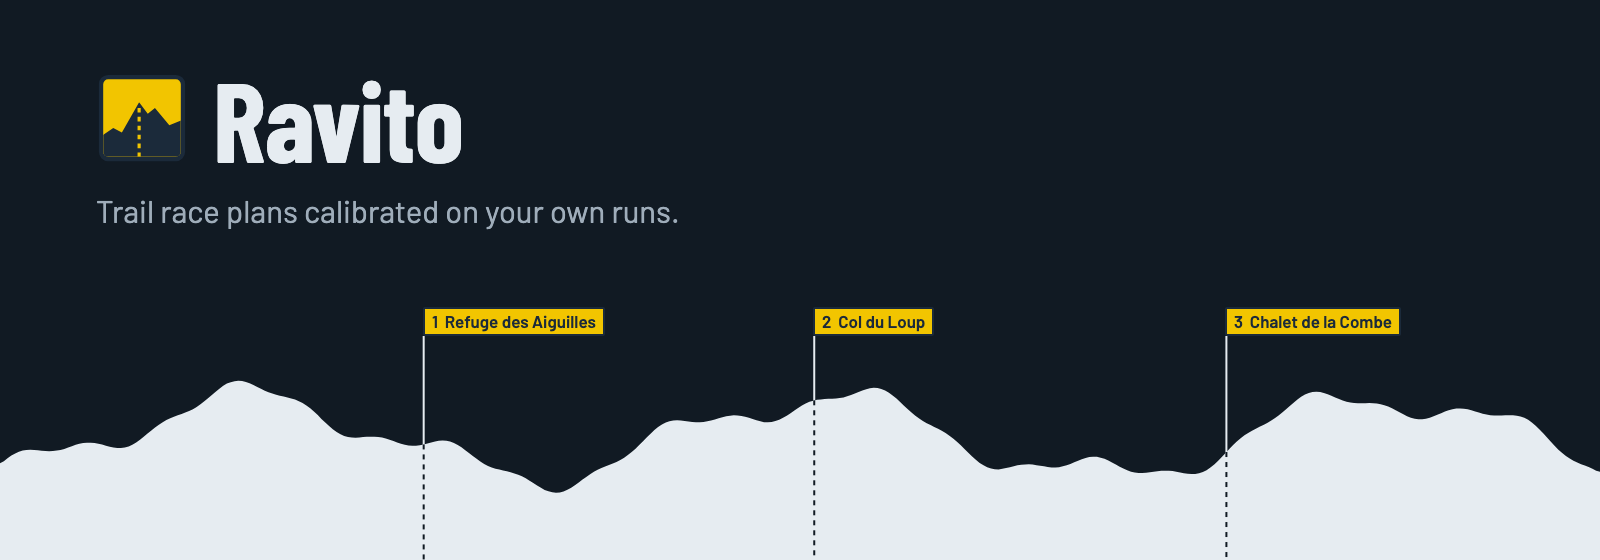 Ravito
Trail race plans calibrated on your own runs.
1 Refuge des Aiguilles
2 Col du Loup
3 Chalet de la Combe